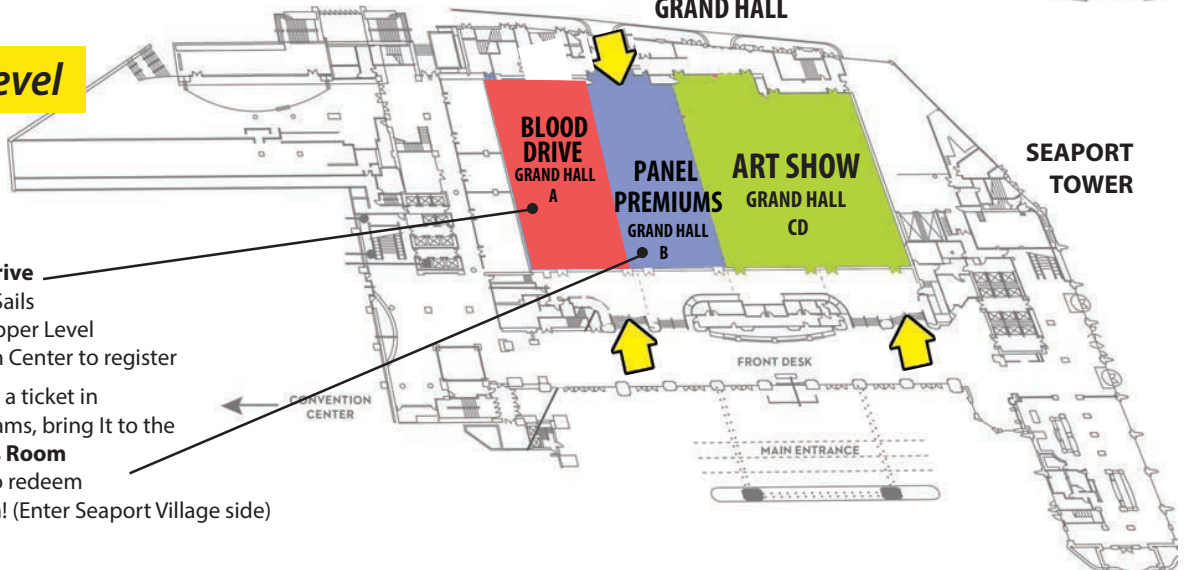 GRAND HALL
evel
BLOOD
DRIVE
GRAND HALL
A
PANEL
PREMIUMS
GRAND HALL
B
ART SHOW
GRAND HALL
CD
SEAPORT
TOWER
rive
Sails
pper Level
n Center to register
a ticket in
ams, bring It to the
s Room
o redeem
! (Enter Seaport Village side)
CONVENTION
CENTER
FRONT DESK
MAIN ENTRANCE